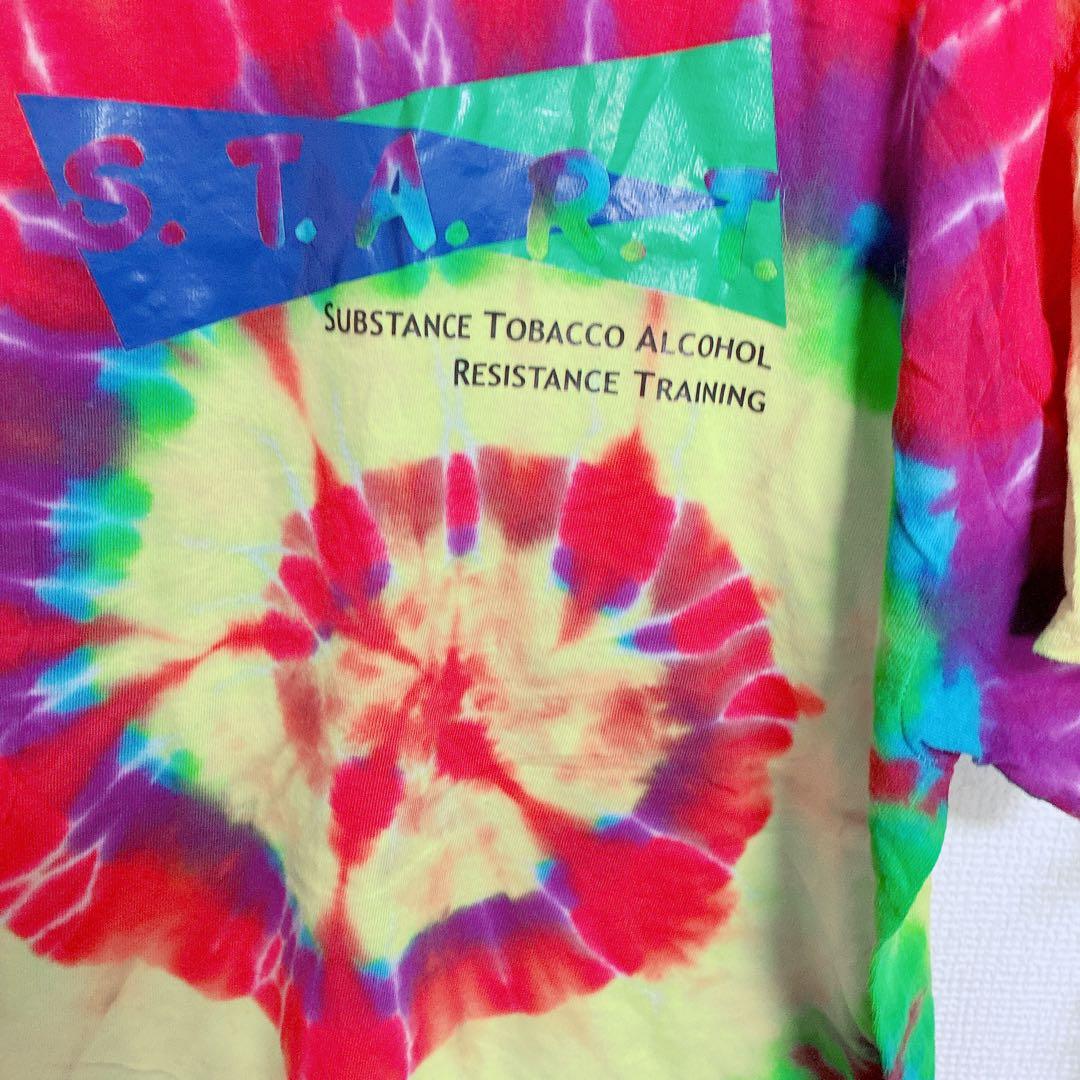 S.T.A.R.T.
SUBSTANCE TOBACCO ALCOHOL
RESISTANCE TRAINING